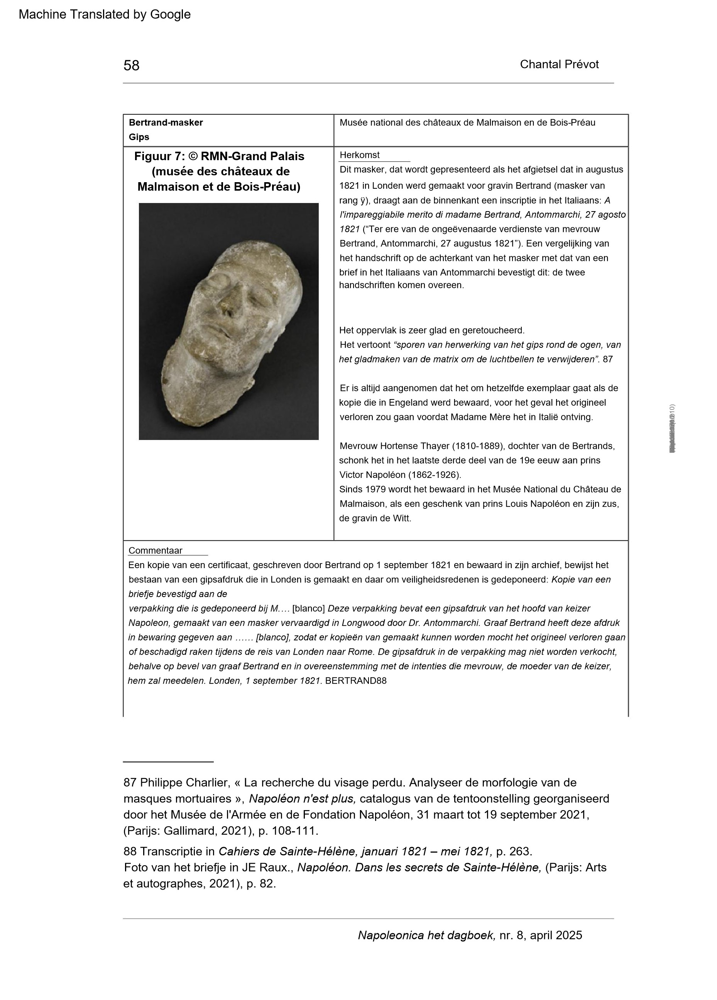 Machine Translated by Google
58
Chantal Prévot
Bertrand-masker
Gips
Musée national des châteaux de Malmaison en de Bois-Préau
Figuur 7: © RMN-Grand Palais
(musée des châteaux de
Malmaison et de Bois-Préau)
Herkomst
Dit masker, dat wordt gepresenteerd als het afgietsel dat in augustus
1821 in Londen werd gemaakt voor gravin Bertrand (masker van
rang ÿ), draagt aan de binnenkant een inscriptie in het Italiaans: A
l'impareggiabile merito di madame Bertrand, Antommarchi, 27 agosto
1821 (“Ter ere van de ongeëvenaarde verdienste van mevrouw
Bertrand, Antommarchi, 27 augustus 1821”). Een vergelijking van
het handschrift op de achterkant van het masker met dat van een
brief in het Italiaans van Antommarchi bevestigt dit: de twee
handschriften komen overeen.
Het oppervlak is zeer glad en geretoucheerd.
Het vertoont “sporen van herwerking van het gips rond de ogen, van
het gladmaken van de matrix om de luchtbellen te verwijderen”. 87
Er is altijd aangenomen dat het om hetzelfde exemplaar gaat als de
kopie die in Engeland werd bewaard, voor het geval het origineel
verloren zou gaan voordat Madame Mère het in Italië ontving.
Mevrouw Hortense Thayer (1810-1889), dochter van de Bertrands,
schonk het in het laatste derde deel van de 19e eeuw aan prins
Victor Napoléon (1862-1926).
Sinds 1979 wordt het bewaard in het Musée National du Château de
Malmaison, als een geschenk van prins Louis Napoléon en zijn zus,
de gravin de Witt.
Commentaar
Een kopie van een certificaat, geschreven door Bertrand op 1 september 1821 en bewaard in zijn archief, bewijst het
bestaan van een gipsafdruk die in Londen is gemaakt en daar om veiligheidsredenen is gedeponeerd: Kopie van een
briefje bevestigd aan de
verpakking die is gedeponeerd bij M.… [blanco] Deze verpakking bevat een gipsafdruk van het hoofd van keizer
Napoleon, gemaakt van een masker vervaardigd in Longwood door Dr. Antommarchi. Graaf Bertrand heeft deze afdruk
in bewaring gegeven aan …… [blanco], zodat er kopieën van gemaakt kunnen worden mocht het origineel verloren gaan
of beschadigd raken tijdens de reis van Londen naar Rome. De gipsafdruk in de verpakking mag niet worden verkocht,
behalve op bevel van graaf Bertrand en in overeenstemming met de intenties die mevrouw, de moeder van de keizer,
hem zal meedelen. Londen, 1 september 1821. BERTRAND88
87 Philippe Charlier, « La recherche du visage perdu. Analyseer de morfologie van de
masques mortuaires », Napoléon n'est plus, catalogus van de tentoonstelling georganiseerd
door het Musée de l'Armée en de Fondation Napoléon, 31 maart tot 19 september 2021,
(Parijs: Gallimard, 2021), p. 108-111.
88 Transcriptie in Cahiers de Sainte-Hélène, januari 1821 – mei 1821, p. 263.
Foto van het briefje in JE Raux., Napoléon. Dans les secrets de Sainte-Hélène, (Parijs: Arts
et autographes, 2021), p. 82.
Napoleonica het dagboek, nr. 8, april 2025